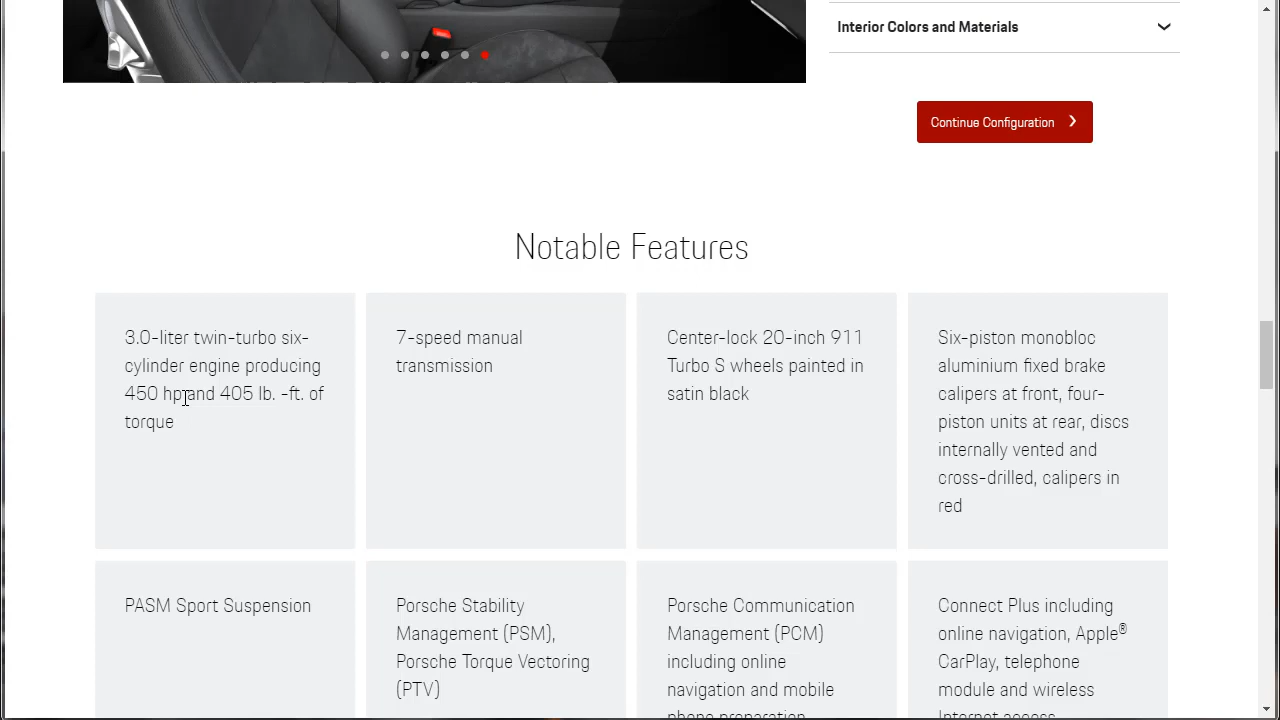 Interior Colors and Materials
Continue Configuration
Notable Features
3.0-liter twin-turbo six-
cylinder engine producing
450 hp and 405 lb. -ft. of
torque
7-speed manual
transmission
Center-lock 20-inch 911
Turbo S wheels painted in
satin black
Six-piston monobloc
aluminium fixed brake
calipers at front, four-
piston units at rear, discs
internally vented and
cross-drilled, calipers in
red
PASM Sport Suspension
Porsche Stability
Management (PSM),
Porsche Torque Vectoring
(PTV)
Porsche Communication
Management (PCM)
including online
navigation and mobile
phone preparation
Connect Plus including
online navigation, Apple®
CarPlay, telephone
module and wireless
Internet access